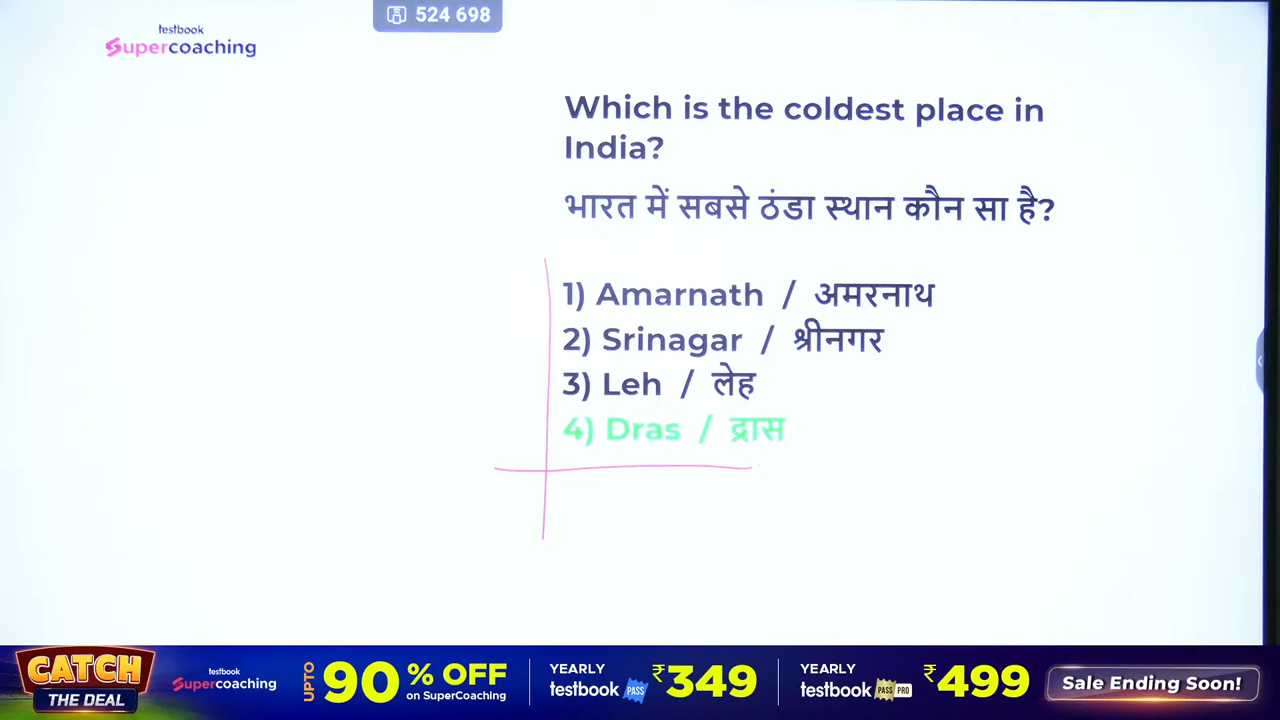 testbook
Supercoaching
524 698
Which is the coldest place in
India?
भारत में सबसे ठंडा स्थान कौन सा है?
1) Amarnath / अमरनाथ
2) Srinagar / श्रीनगर
3) Leh / लेह
4) Dras / द्रास
CATCH
THE DEAL
testbook
Supercoaching
UPTO 90% OFF
on SuperCoaching
YEARLY
testbook PASS
₹349
YEARLY
testbook PASS PRO
₹499
Sale Ending Soon!